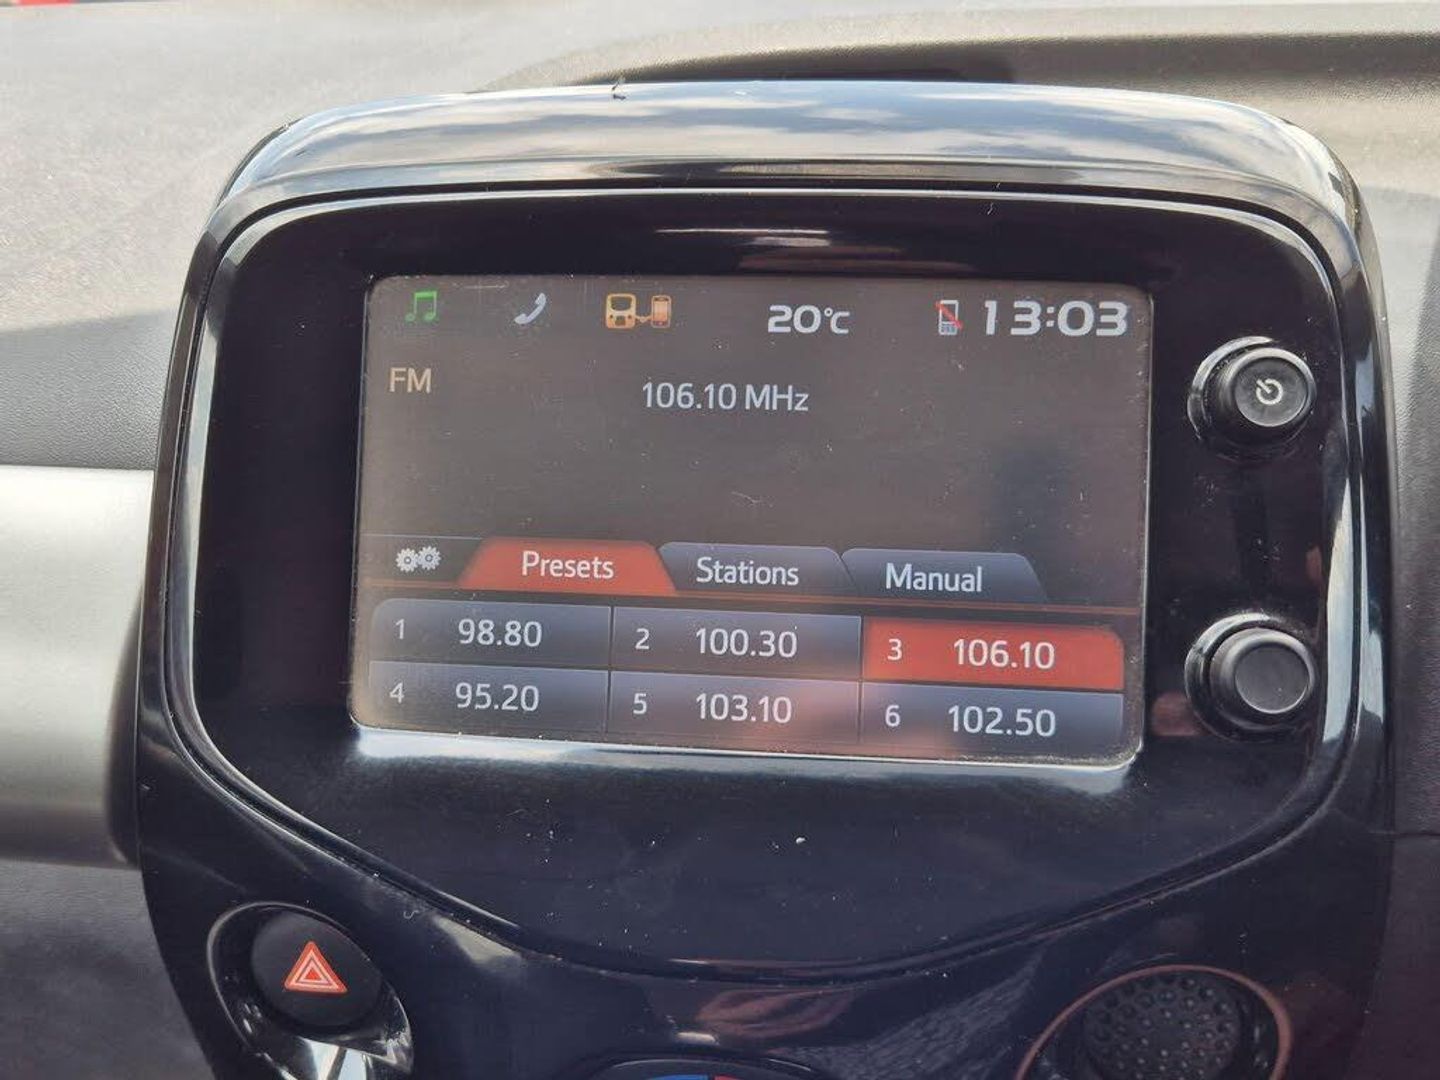 20°C 13:03
FM
106.10 MHz
Presets Stations Manual
1 98.80 2 100.30 3 106.10
4 95.20 5 103.10 6 102.50